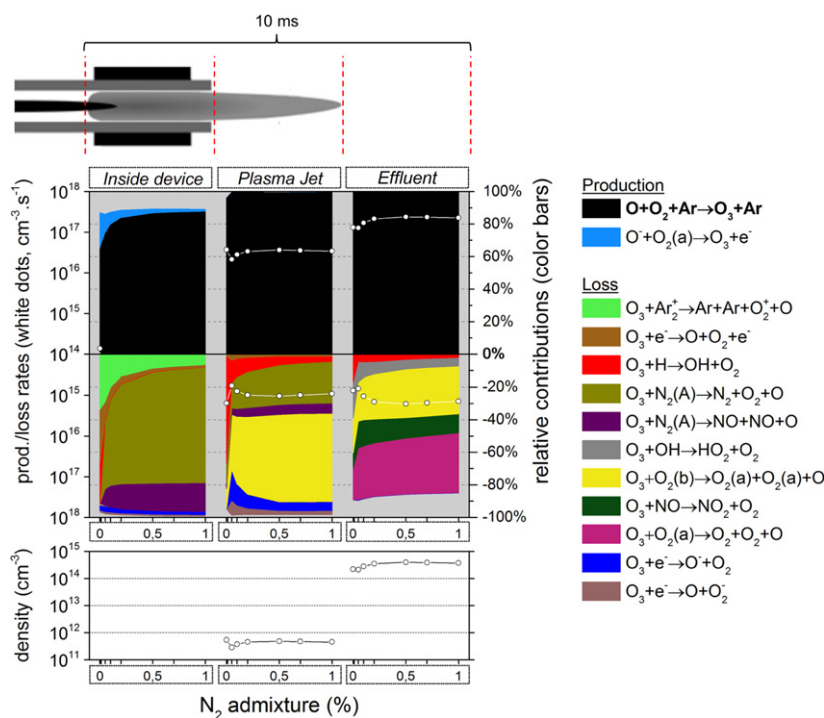 10 ms
Inside device Plasma Jet Effluent
prod./loss rates (white dots, cm⁻³.s⁻¹)
10¹⁸
10¹⁷
10¹⁶
10¹⁵
10¹⁴
10¹⁵
10¹⁶
10¹⁷
10¹⁸
100%
80%
60%
40%
20%
0%
-20%
-40%
-60%
-80%
-100%
relative contributions (color bars)
0 0,5 1 0 0,5 1 0 0,5 1
density (cm⁻³)
10¹⁵
10¹⁴
10¹³
10¹²
10¹¹
0 0,5 1 0 0,5 1 0 0,5 1
N₂ admixture (%)
Production
O+O₂+Ar→O₃+Ar
O⁻+O₂(a)→O₃+e⁻
Loss
O₃+Ar₂⁺→Ar+Ar+O₂⁺+O
O₃+e⁻→O+O₂+e⁻
O₃+H→OH+O₂
O₃+N₂(A)→N₂+O₂+O
O₃+N₂(A)→NO+NO+O
O₃+OH→HO₂+O₂
O₃+O₂(b)→O₂(a)+O₂(a)+O
O₃+NO→NO₂+O₂
O₃+O₂(a)→O₂+O₂+O
O₃+e⁻→O⁻+O₂
O₃+e⁻→O+O₂⁻